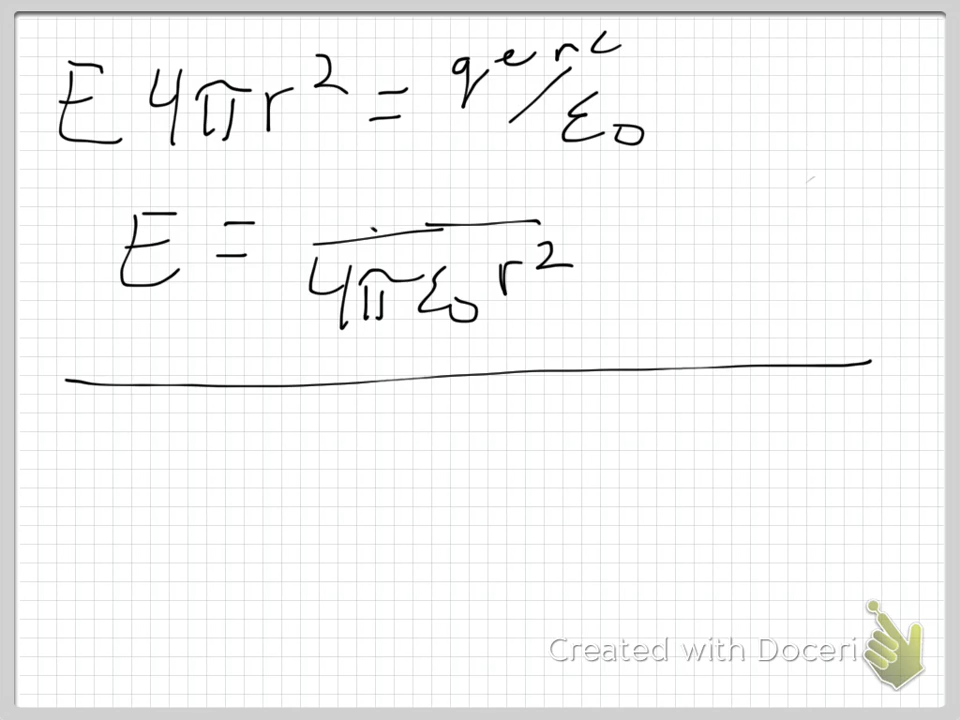 E 4πr² = q enc/ε₀
E = /4πε₀r²
Created with Doceri